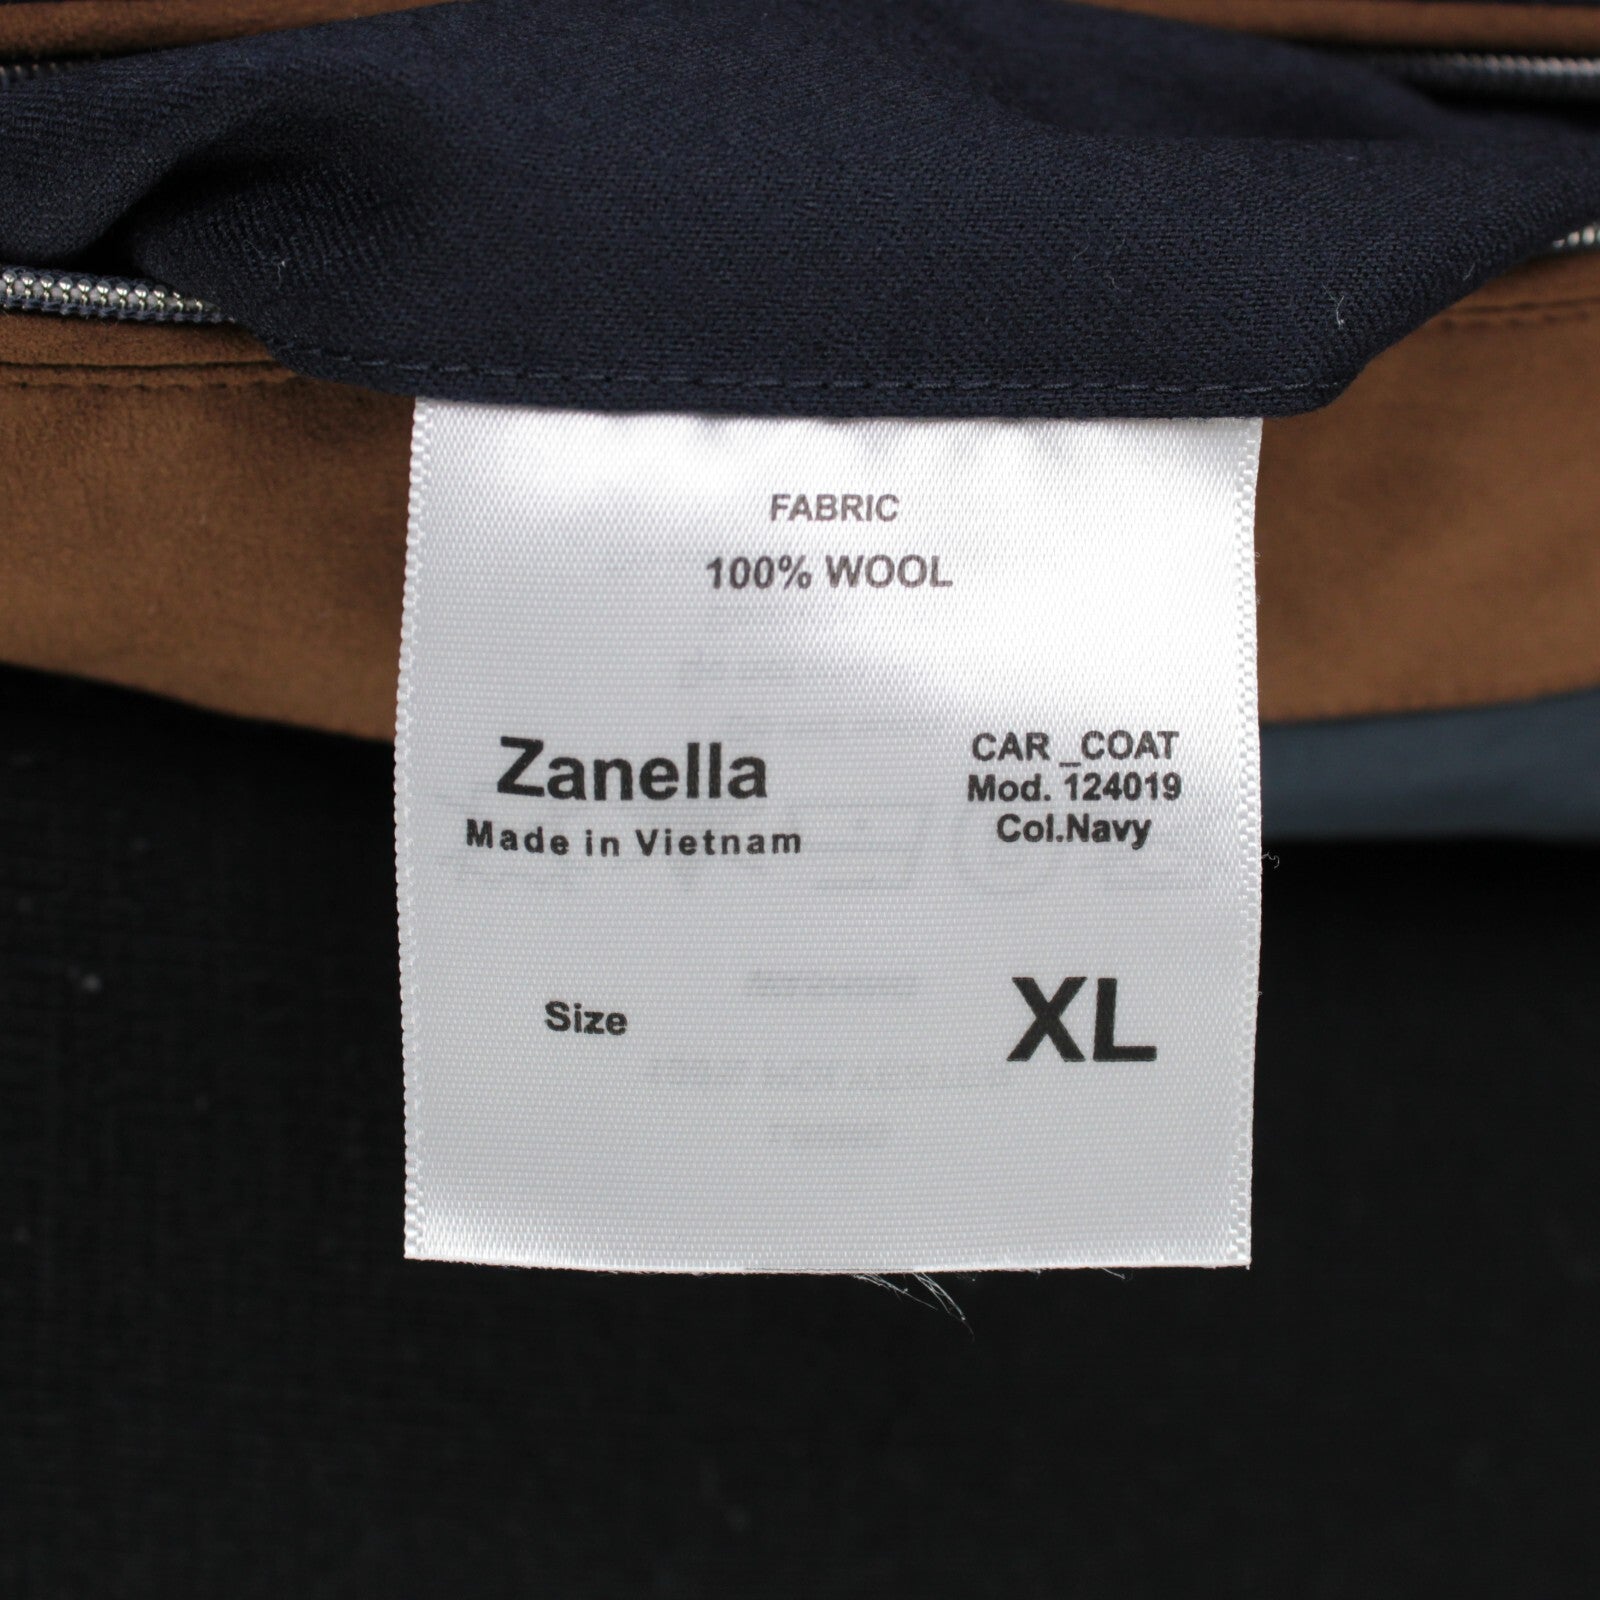 FABRIC
100% WOOL
Zanella
Made in Vietnam
CAR _COAT
Mod. 124019
Col.Navy
Size
XL